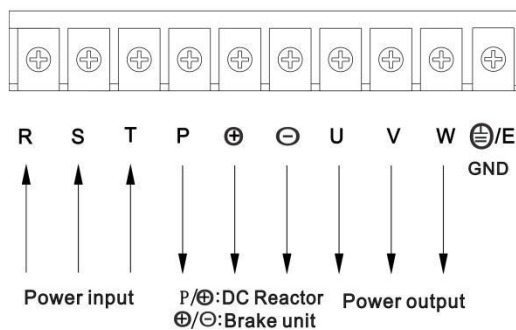 R S T P ⊕ ⊖ U V W ⏚/E
GND
Power input
P/⊕:DC Reactor
⊕/⊖:Brake unit
Power output